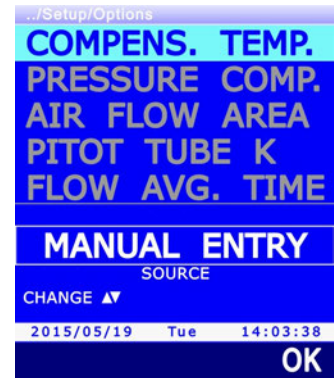 ../Setup/Options
COMPENS. TEMP.
PRESSURE COMP.
AIR FLOW AREA
PITOT TUBE K
FLOW AVG. TIME
MANUAL ENTRY
SOURCE
CHANGE ▲▼
2015/05/19 Tue 14:03:38
OK